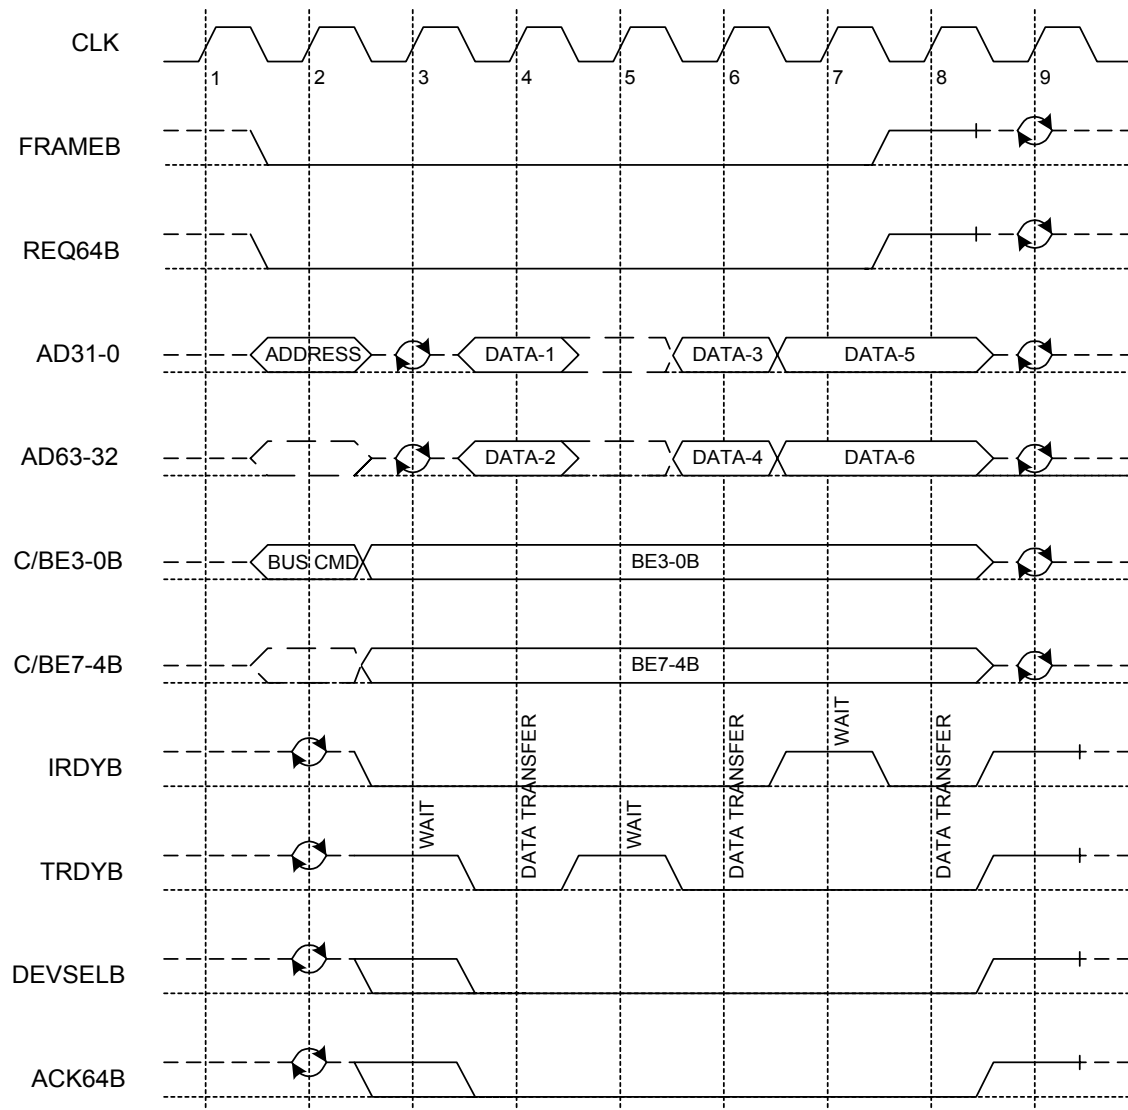 CLK
1 2 3 4 5 6 7 8 9
FRAMEB
REQ64B
AD31-0
ADDRESS DATA-1 DATA-3 DATA-5
AD63-32
DATA-2 DATA-4 DATA-6
C/BE3-0B
BUS CMD BE3-0B
C/BE7-4B
BE7-4B
IRDYB
DATA TRANSFER
DATA TRANSFER
WAIT
DATA TRANSFER
WAIT
WAIT
TRDYB
DEVSELB
ACK64B